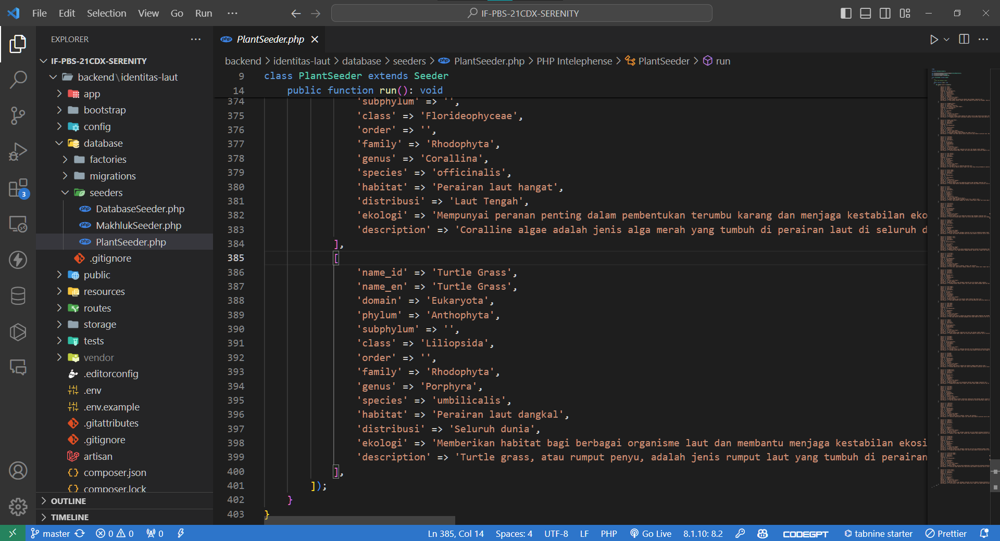 File Edit Selection View Go Run ···
IF-PBS-21CDX-SERENITY
EXPLORER
IF-PBS-21CDX-SERENITY
backend\identitas-laut
app
bootstrap
config
database
factories
migrations
seeders
DatabaseSeeder.php
MakhlukSeeder.php
PlantSeeder.php
.gitignore
public
resources
routes
storage
tests
vendor
.editorconfig
.env
.env.example
.gitattributes
.gitignore
artisan
composer.json
composer.lock
OUTLINE
TIMELINE
3
php PlantSeeder.php
backend > identitas-laut > database > seeders > php PlantSeeder.php > PHP Intelephense > PlantSeeder > run
9 class PlantSeeder extends Seeder
14 public function run(): void
374 'subphylum' => '',
375 'class' => 'Florideophyceae',
376 'order' => '',
377 'family' => 'Rhodophyta',
378 'genus' => 'Corallina',
379 'species' => 'officinalis',
380 'habitat' => 'Perairan laut hangat',
381 'distribusi' => 'Laut Tengah',
382 'ekologi' => 'Mempunyai peranan penting dalam pembentukan terumbu karang dan menjaga kestabilan eko
383 'description' => 'Coralline algae adalah jenis alga merah yang tumbuh di perairan laut di seluruh d
384 ],
385 [
386 'name_id' => 'Turtle Grass',
387 'name_en' => 'Turtle Grass',
388 'domain' => 'Eukaryota',
389 'phylum' => 'Anthophyta',
390 'subphylum' => '',
391 'class' => 'Liliopsida',
392 'order' => '',
393 'family' => 'Rhodophyta',
394 'genus' => 'Porphyra',
395 'species' => 'umbilicalis',
396 'habitat' => 'Perairan laut dangkal',
397 'distribusi' => 'Seluruh dunia',
398 'ekologi' => 'Memberikan habitat bagi berbagai organisme laut dan membantu menjaga kestabilan ekosi
399 'description' => 'Turtle grass, atau rumput penyu, adalah jenis rumput laut yang tumbuh di perairan
400 ],
401 ]);
402 }
403 }
master 0 0 0 Ln 385, Col 14 Spaces: 4 UTF-8 LF PHP Go Live 8.1.10: 8.2 CODEGPT tabnine starter Prettier